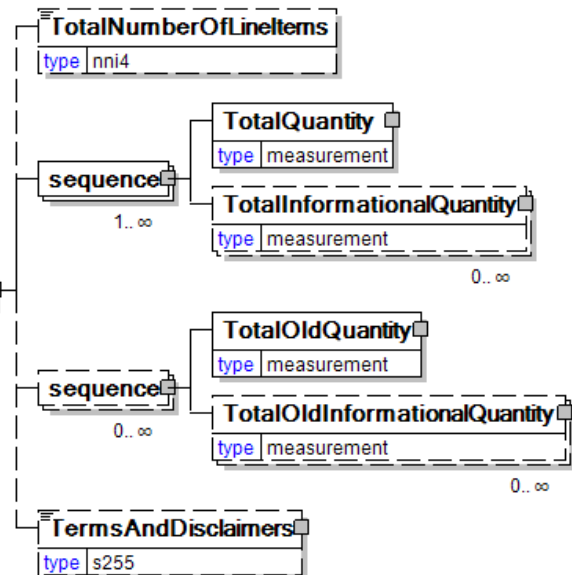 TotalNumberOfLineItems
type nni4
TotalQuantity
type measurement
sequence
1.. ∞
TotalInformationalQuantity
type measurement
0.. ∞
TotalOldQuantity
type measurement
sequence
0.. ∞
TotalOldInformationalQuantity
type measurement
0.. ∞
TermsAndDisclaimers
type s255